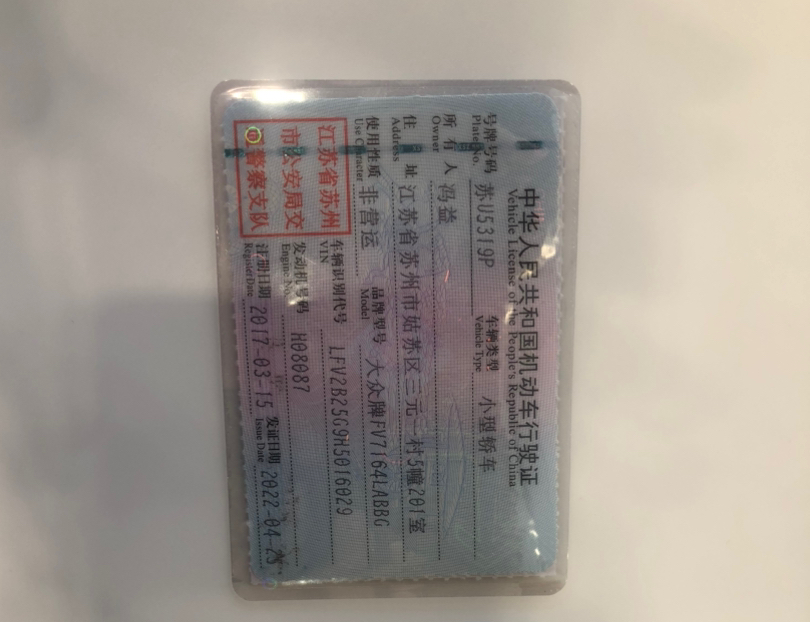 中华人民共和国机动车行驶证
Vehicle License of the People's Republic of China
号牌号码 苏U5319P 车辆类型 小型轿车
Plate No. Vehicle Type
所有人 冯益
Owner
住址 江苏省苏州市姑苏区三元一村5幢201室
Address
使用性质 非营运 品牌型号 大众牌FV7164LABBG
Use Character Model
江苏省苏州
市公安局交
警察支队
车辆识别代号 LFV2B25G9H5016029
VIN
发动机号码 H08087
Engine No.
注册日期 2017-03-15 发证日期 2022-04-25
Register Date Issue Date